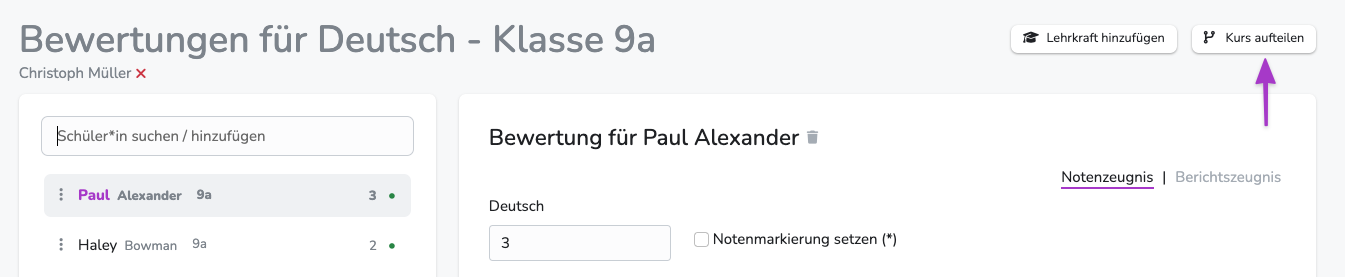 Bewertungen für Deutsch - Klasse 9a
Lehrkraft hinzufügen
Kurs aufteilen
Christoph Müller
Schüler*in suchen / hinzufügen
Paul Alexander 9a 3
Haley Bowman 9a 2
Bewertung für Paul Alexander
Notenzeugnis | Berichtszeugnis
Deutsch
3
Notenmarkierung setzen (*)